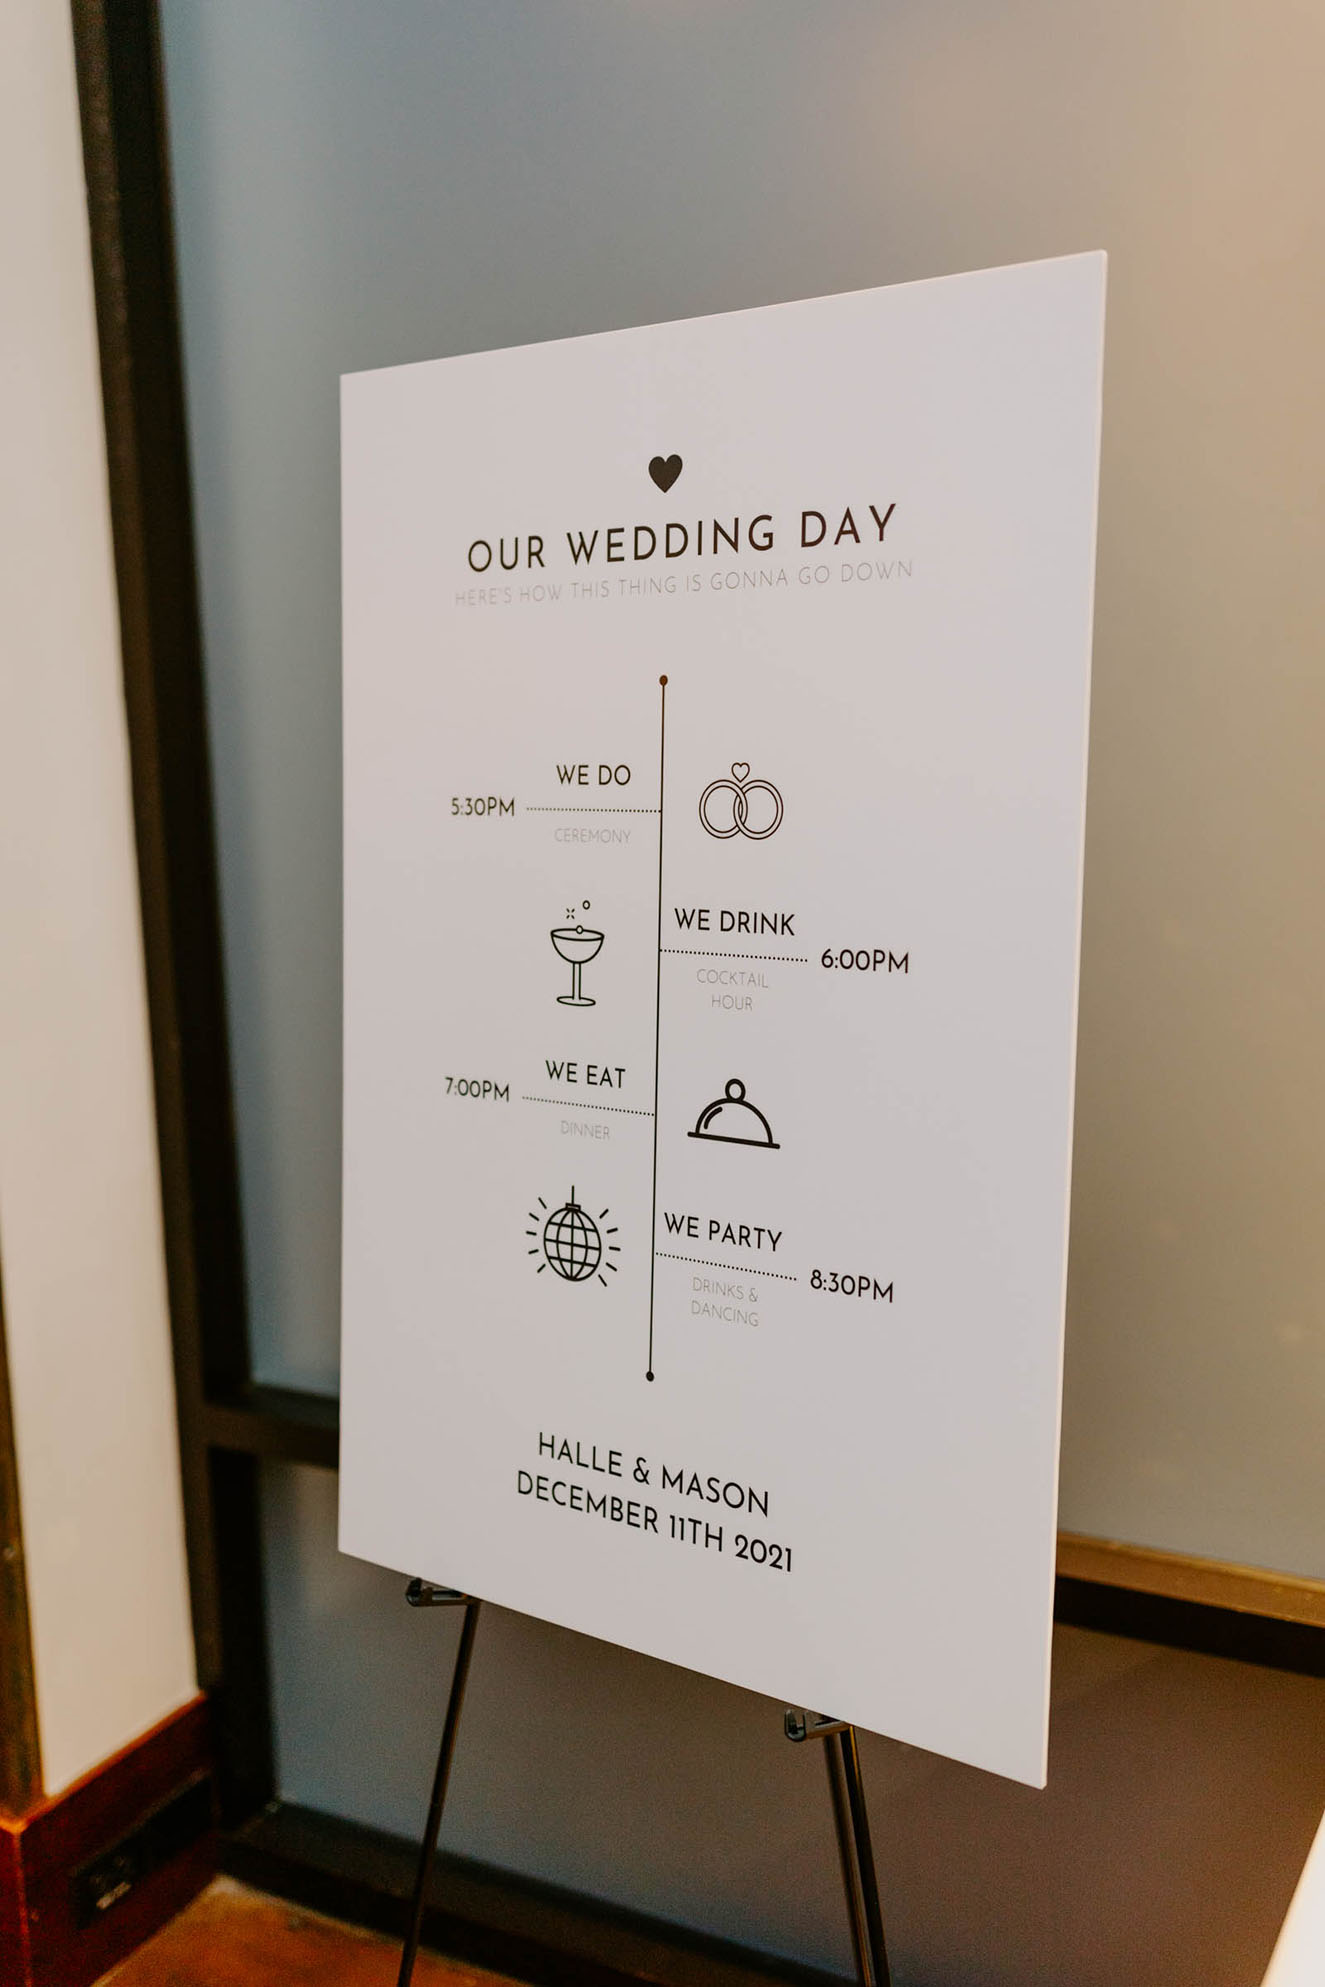 OUR WEDDING DAY
HERE'S HOW THIS THING IS GONNA GO DOWN
WE DO
5:30PM
CEREMONY
WE DRINK
6:00PM
COCKTAIL
HOUR
WE EAT
7:00PM
DINNER
WE PARTY
8:30PM
DRINKS &
DANCING
HALLE & MASON
DECEMBER 11TH 2021